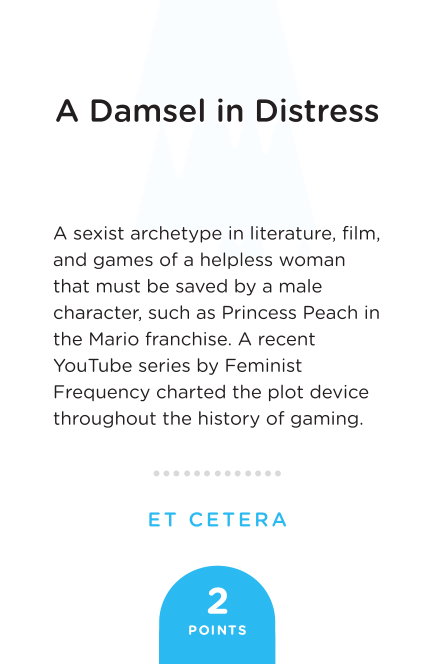 A Damsel in Distress
A sexist archetype in literature, film,
and games of a helpless woman
that must be saved by a male
character, such as Princess Peach in
the Mario franchise. A recent
YouTube series by Feminist
Frequency charted the plot device
throughout the history of gaming.
ET CETERA
2
POINTS